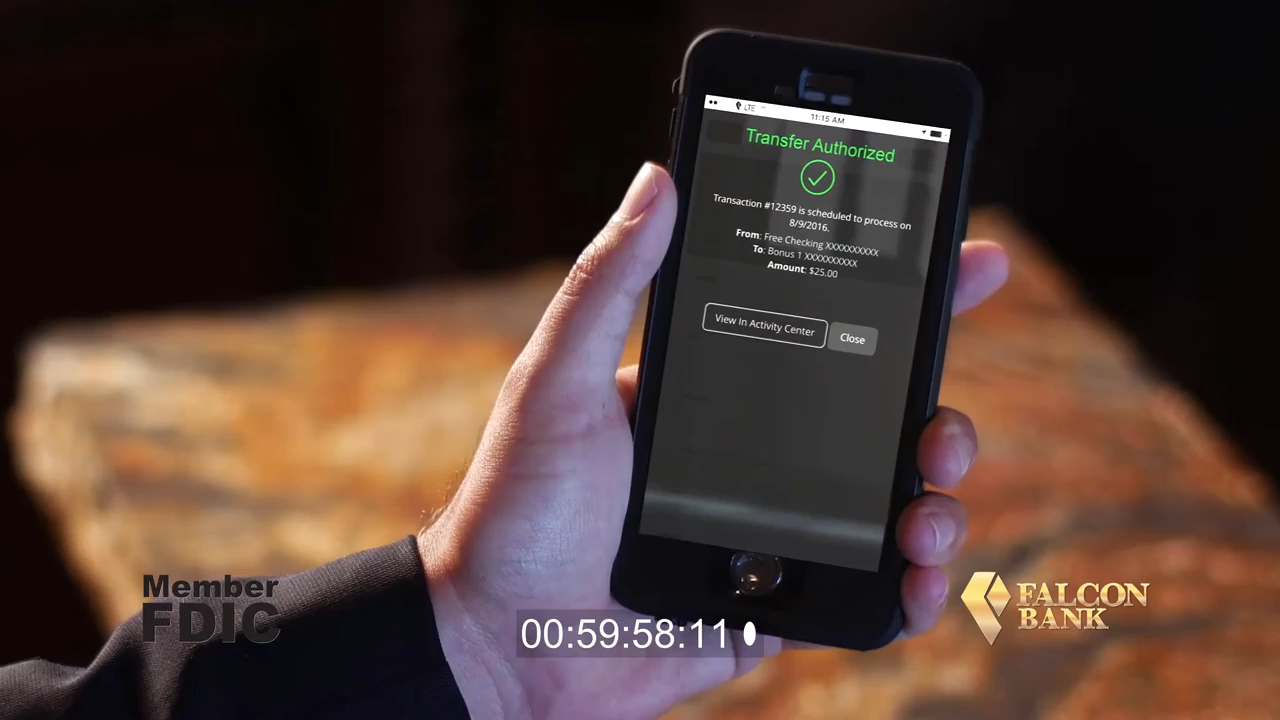 LTE
11:15 AM
Transfer Authorized
Transaction #12359 is scheduled to process on
8/9/2016.
From: Free Checking XXXXXXXXXX
To: Bonus 1 XXXXXXXXXX
Amount: $25.00
View In Activity Center
Close
Member
FDIC
00:59:58:11
FALCON
BANK